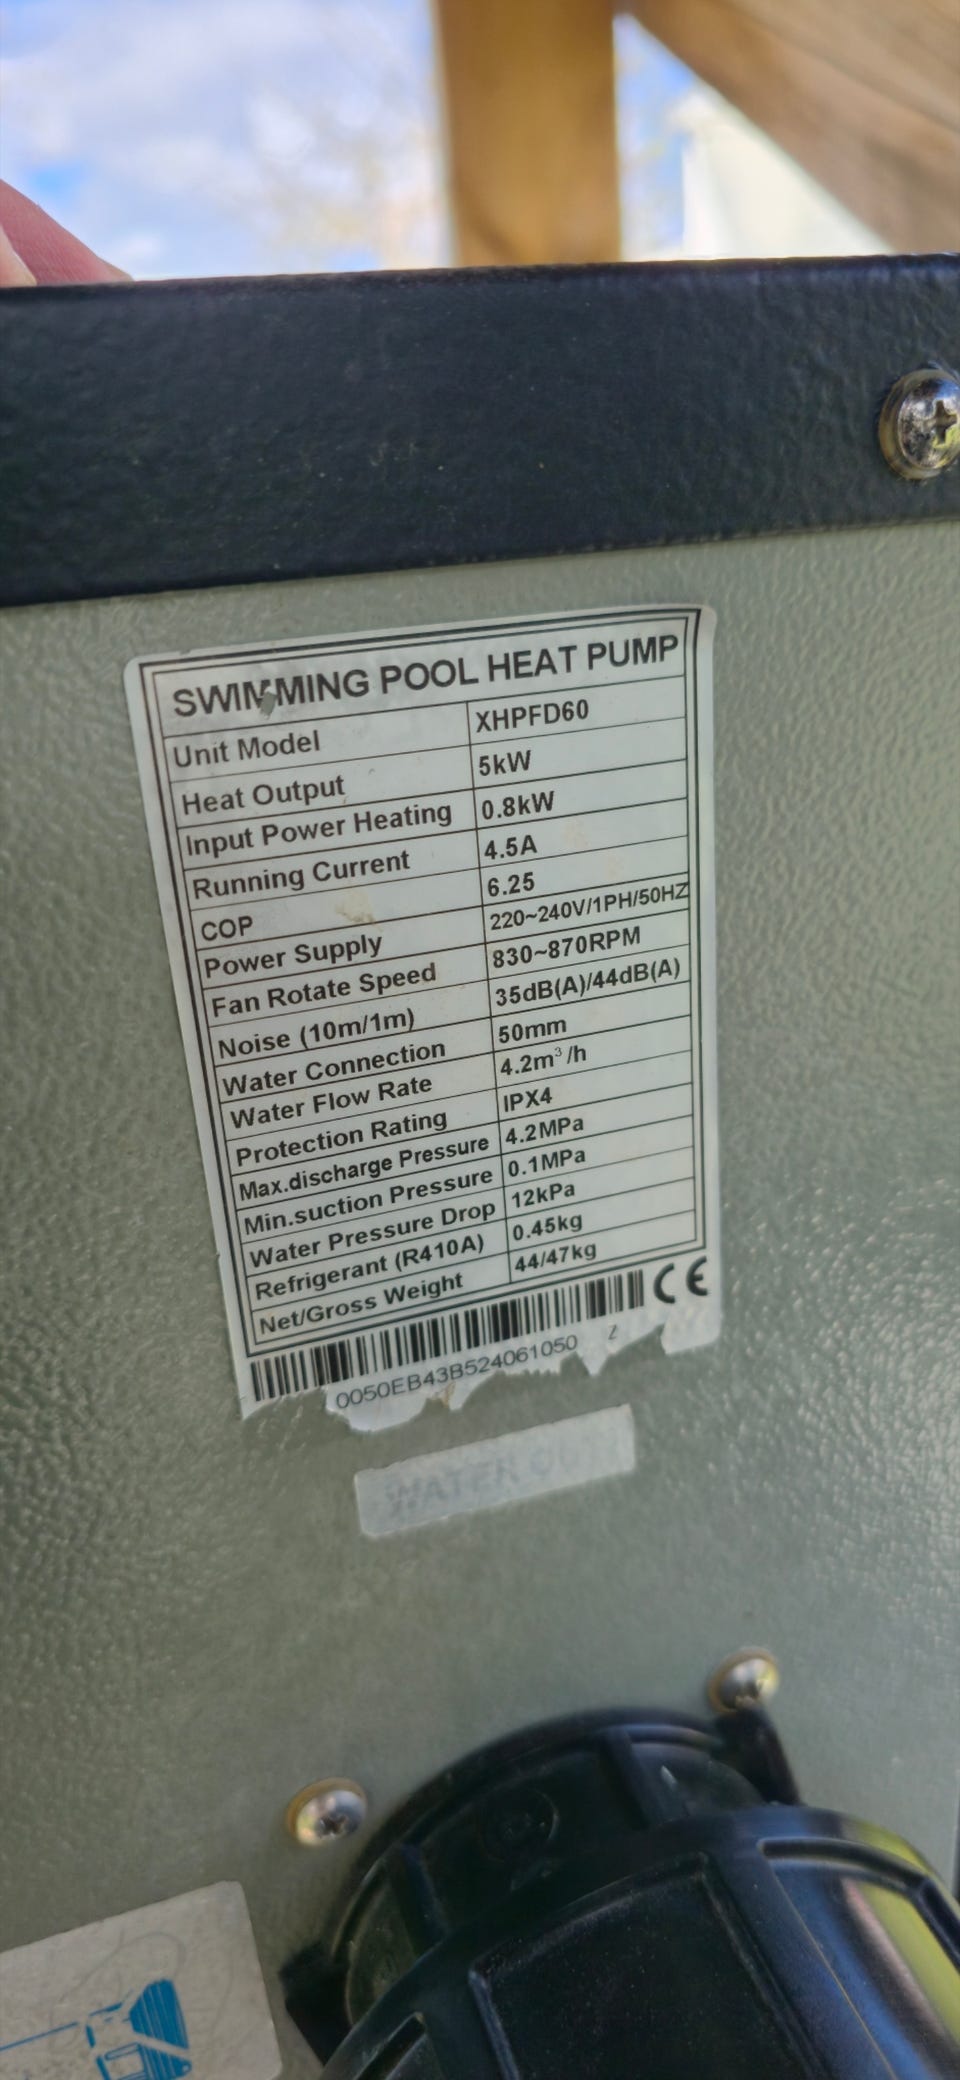 SWIMMING POOL HEAT PUMP
Unit Model XHPFD60
Heat Output 5kW
Input Power Heating 0.8kW
Running Current 4.5A
COP 6.25
Power Supply 220~240V/1PH/50HZ
Fan Rotate Speed 830~870RPM
Noise (10m/1m) 35dB(A)/44dB(A)
Water Connection 50mm
Water Flow Rate 4.2m³/h
Protection Rating IPX4
Max.discharge Pressure 4.2MPa
Min.suction Pressure 0.1MPa
Water Pressure Drop 12kPa
Refrigerant (R410A) 0.45kg
Net/Gross Weight 44/47kg
CE
0050EB43B524061050 Z
WATER OUT